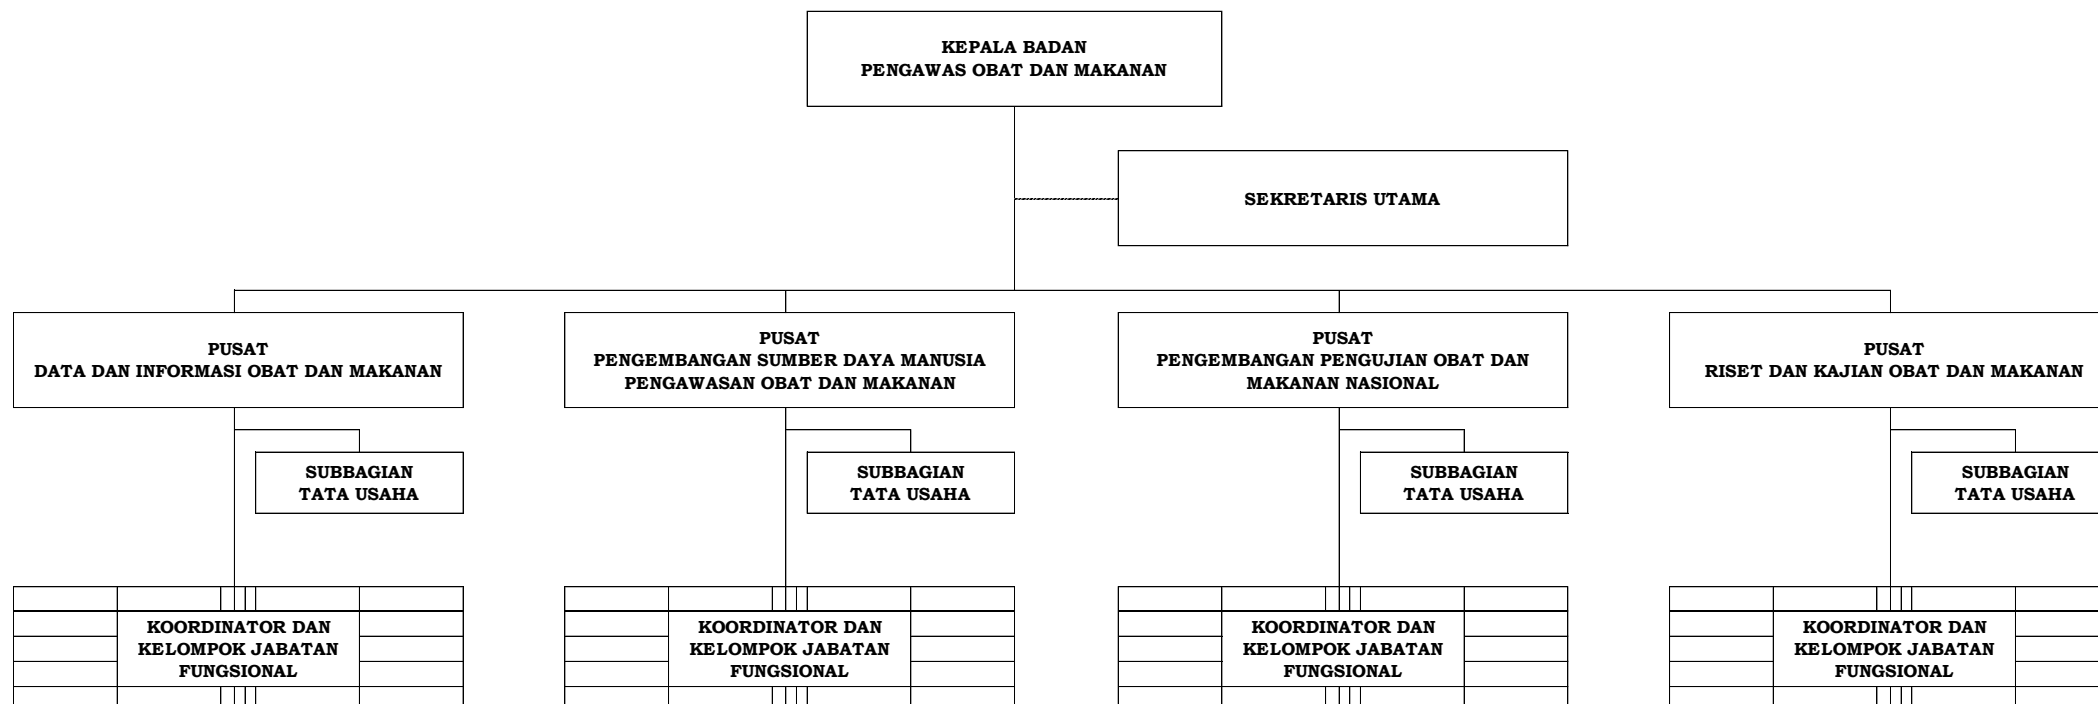 KEPALA BADAN
PENGAWAS OBAT DAN MAKANAN
SEKRETARIS UTAMA
PUSAT
DATA DAN INFORMASI OBAT DAN MAKANAN
PUSAT
PENGEMBANGAN SUMBER DAYA MANUSIA
PENGAWASAN OBAT DAN MAKANAN
PUSAT
PENGEMBANGAN PENGUJIAN OBAT DAN
MAKANAN NASIONAL
PUSAT
RISET DAN KAJIAN OBAT DAN MAKANAN
SUBBAGIAN
TATA USAHA
SUBBAGIAN
TATA USAHA
SUBBAGIAN
TATA USAHA
SUBBAGIAN
TATA USAHA
KOORDINATOR DAN
KELOMPOK JABATAN
FUNGSIONAL
KOORDINATOR DAN
KELOMPOK JABATAN
FUNGSIONAL
KOORDINATOR DAN
KELOMPOK JABATAN
FUNGSIONAL
KOORDINATOR DAN
KELOMPOK JABATAN
FUNGSIONAL